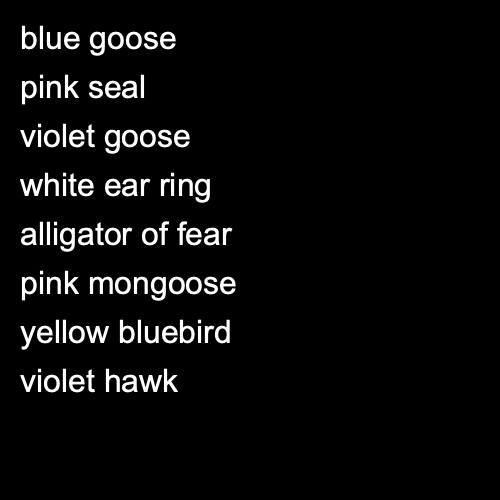 blue goose
pink seal
violet goose
white ear ring
alligator of fear
pink mongoose
yellow bluebird
violet hawk